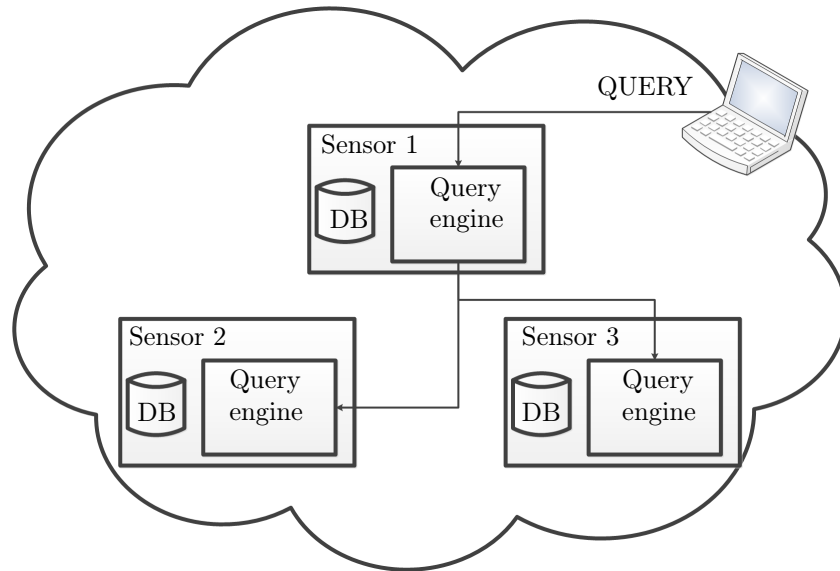 QUERY
Sensor 1
DB
Query
engine
Sensor 2
DB
Query
engine
Sensor 3
DB
Query
engine